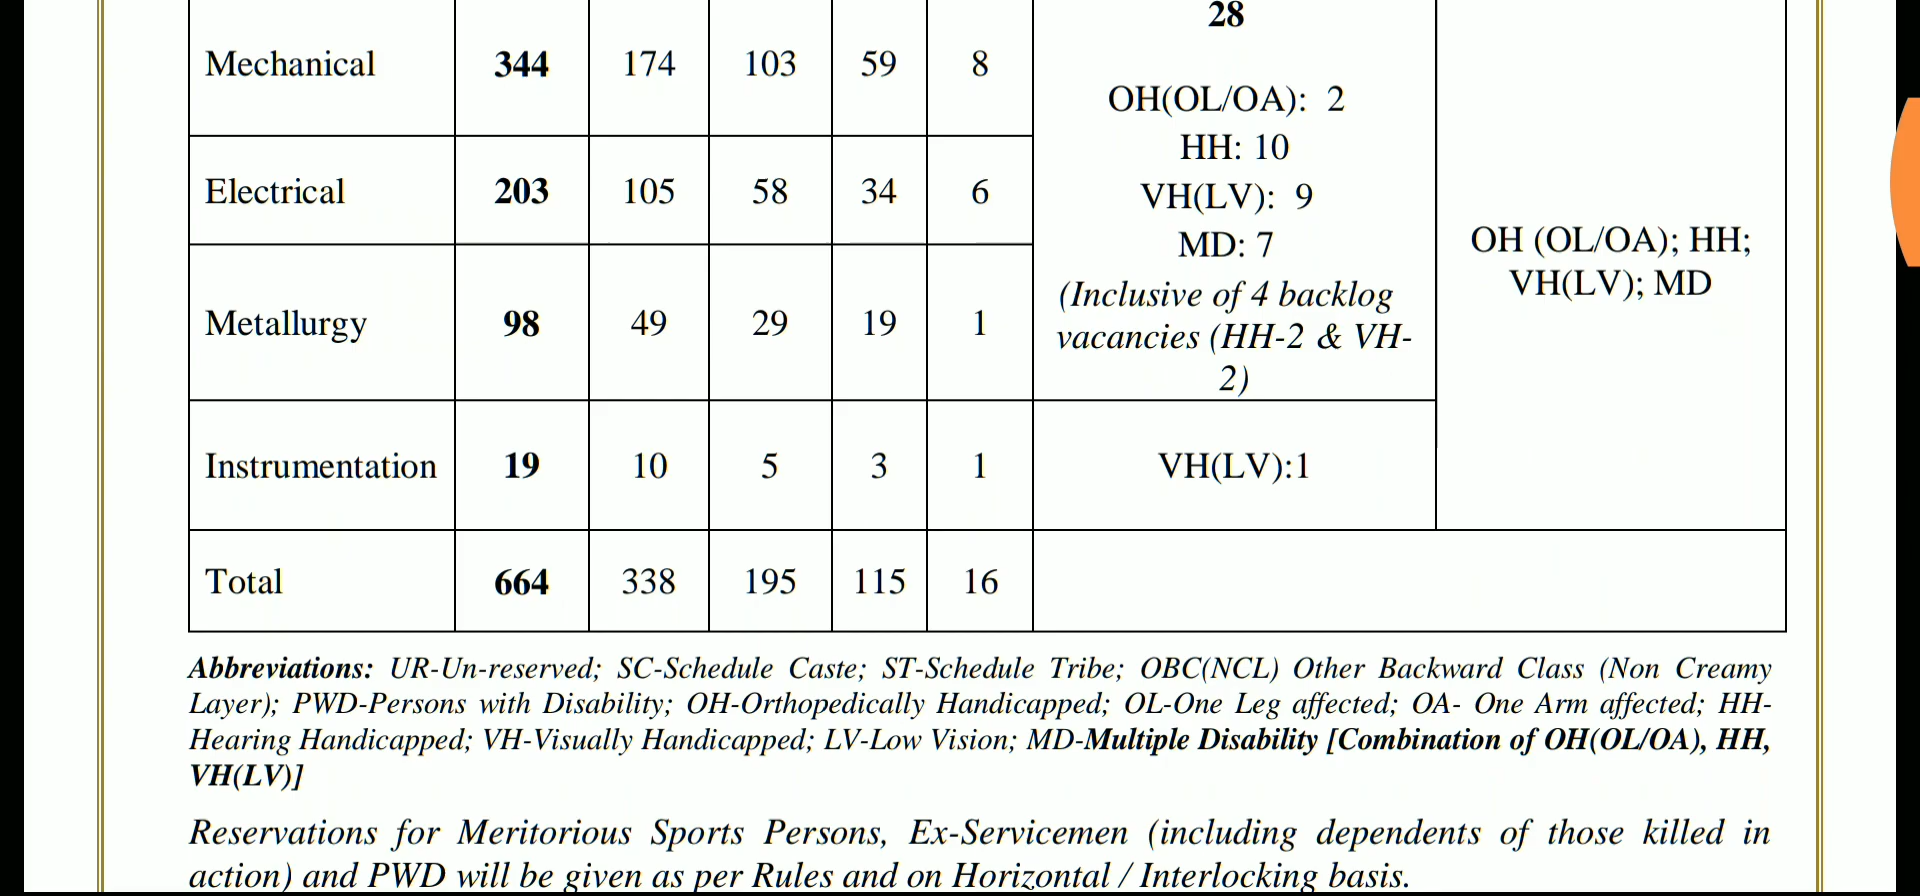 28
Mechanical 344 174 103 59 8
OH(OL/OA): 2
HH: 10
Electrical 203 105 58 34 6
VH(LV): 9
MD: 7
OH (OL/OA); HH;
VH(LV); MD
(Inclusive of 4 backlog
vacancies (HH-2 & VH-
2)
Metallurgy 98 49 29 19 1
Instrumentation 19 10 5 3 1 VH(LV):1
Total 664 338 195 115 16
Abbreviations: UR-Un-reserved; SC-Schedule Caste; ST-Schedule Tribe; OBC(NCL) Other Backward Class (Non Creamy
Layer); PWD-Persons with Disability; OH-Orthopedically Handicapped; OL-One Leg affected; OA- One Arm affected; HH-
Hearing Handicapped; VH-Visually Handicapped; LV-Low Vision; MD-Multiple Disability [Combination of OH(OL/OA), HH,
VH(LV)]
Reservations for Meritorious Sports Persons, Ex-Servicemen (including dependents of those killed in
action) and PWD will be given as per Rules and on Horizontal / Interlocking basis.